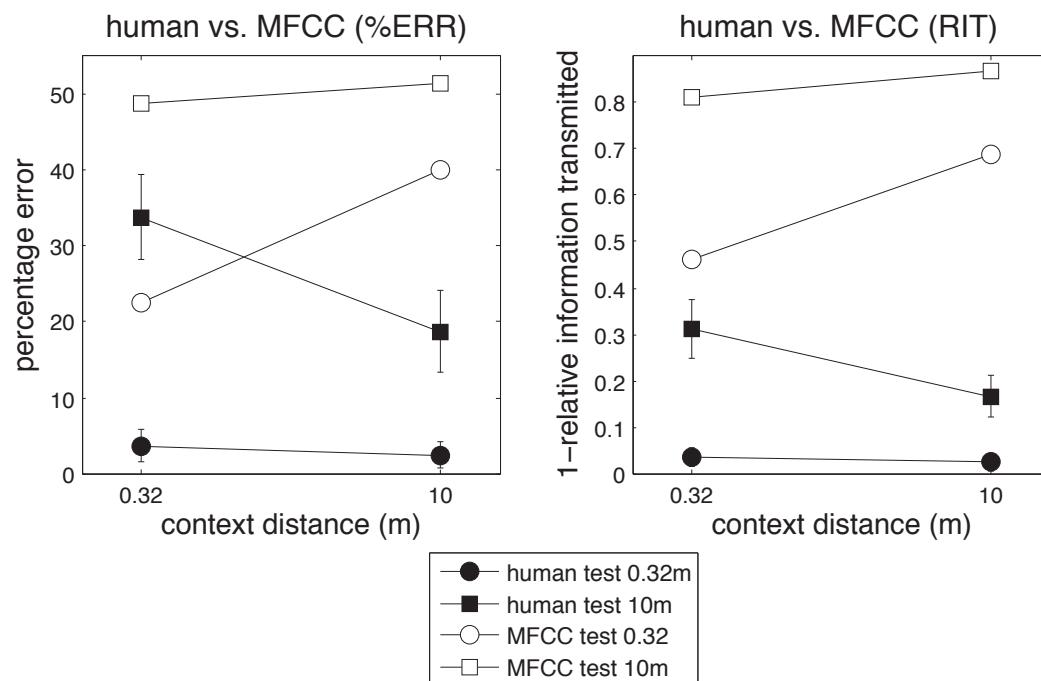 human vs. MFCC (%ERR)
50
40
30
20
10
0
percentage error
0.32
10
context distance (m)
human vs. MFCC (RIT)
0.8
0.7
0.6
0.5
0.4
0.3
0.2
0.1
0
1−relative information transmitted
0.32
10
context distance (m)
human test 0.32m
human test 10m
MFCC test 0.32
MFCC test 10m